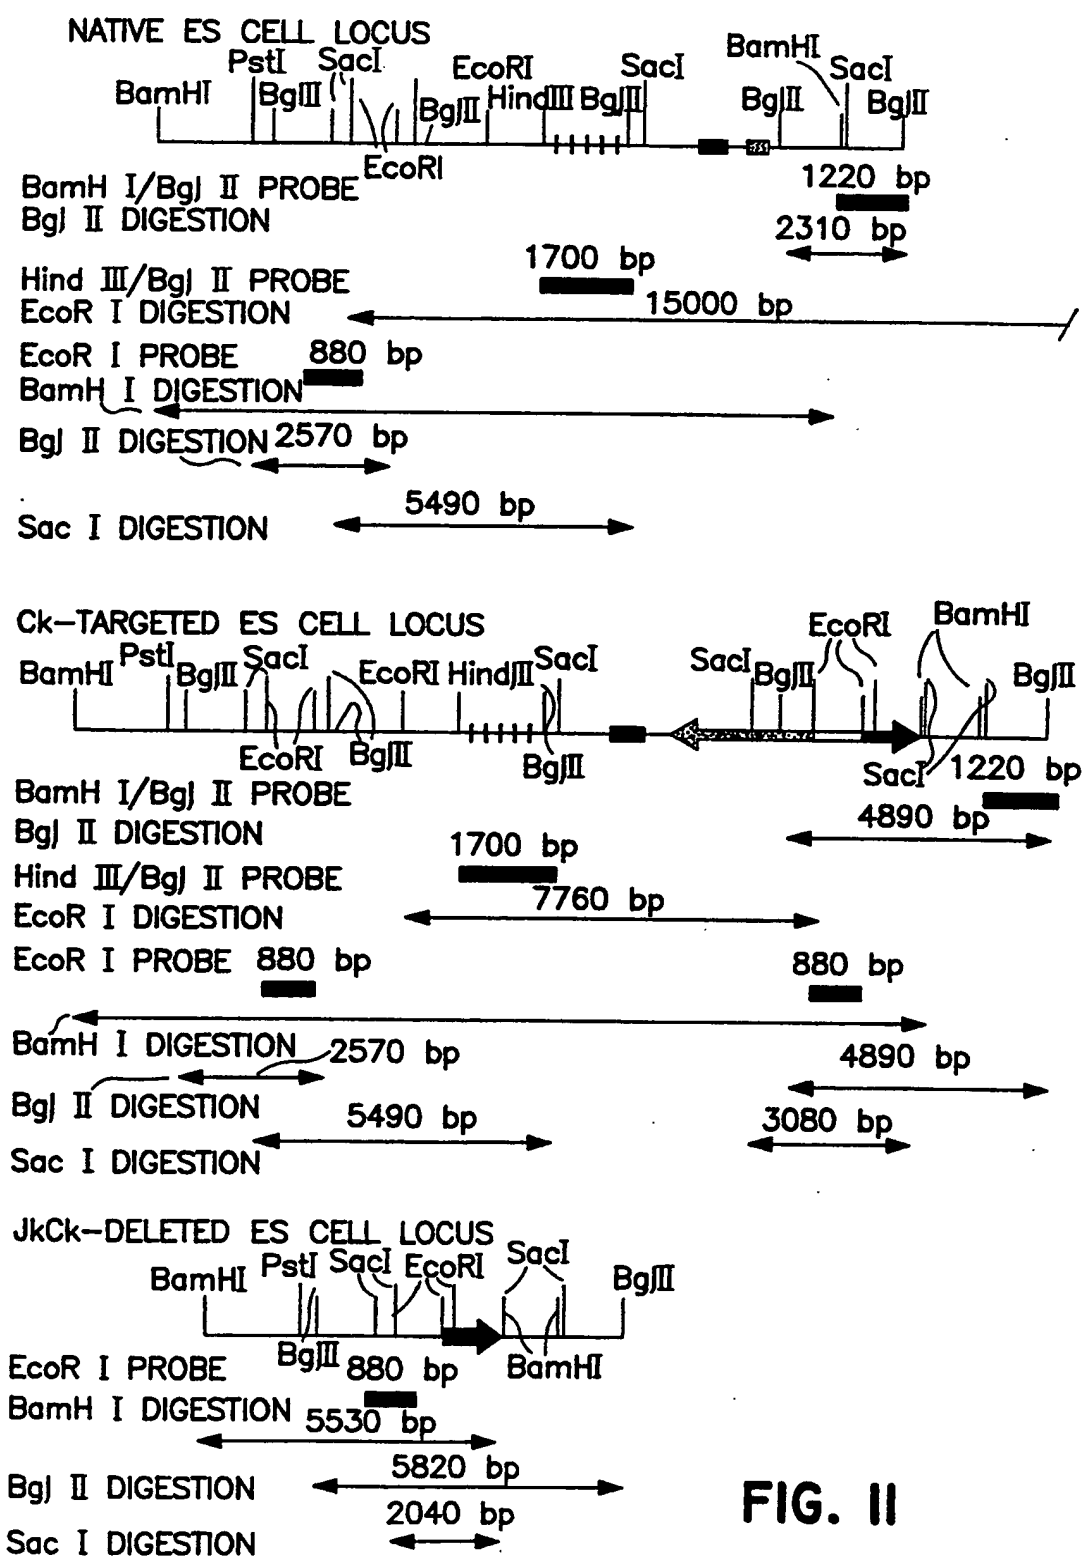 NATIVE ES CELL LOCUS
BamHI PstI BglII SacI EcoRI BglII EcoRI HindIII BglII SacI BglII BamHI SacI BglII
BamH I/Bgl II PROBE 1220 bp
Bgl II DIGESTION 2310 bp
Hind III/Bgl II PROBE 1700 bp
EcoR I DIGESTION 15000 bp
EcoR I PROBE 880 bp
BamH I DIGESTION
Bgl II DIGESTION 2570 bp
Sac I DIGESTION 5490 bp
Ck-TARGETED ES CELL LOCUS
BamHI PstI BglII SacI EcoRI BglII EcoRI HindIII BglII SacI SacI BglII EcoRI SacI BamHI BglII
BamH I/Bgl II PROBE 1220 bp
Bgl II DIGESTION 4890 bp
Hind III/Bgl II PROBE 1700 bp
EcoR I DIGESTION 7760 bp
EcoR I PROBE 880 bp 880 bp
BamH I DIGESTION
Bgl II DIGESTION 2570 bp 4890 bp
Sac I DIGESTION 5490 bp 3080 bp
JkCk-DELETED ES CELL LOCUS
BamHI PstI BglII SacI EcoRI SacI BamHI BglII
EcoR I PROBE 880 bp
BamH I DIGESTION 5530 bp
Bgl II DIGESTION 5820 bp
Sac I DIGESTION 2040 bp
FIG. II